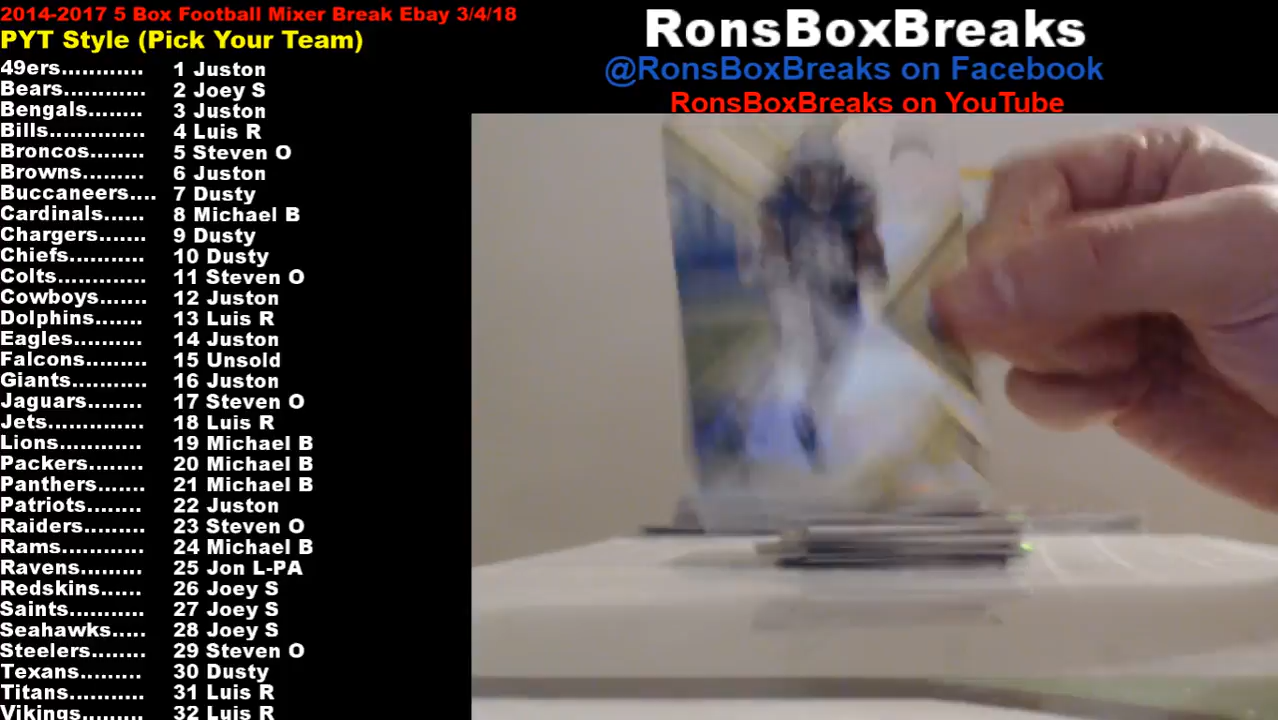 2014-2017 5 Box Football Mixer Break Ebay 3/4/18
PYT Style (Pick Your Team)
49ers............ 1 Juston
Bears............ 2 Joey S
Bengals........ 3 Juston
Bills.............. 4 Luis R
Broncos........ 5 Steven O
Browns......... 6 Juston
Buccaneers.... 7 Dusty
Cardinals...... 8 Michael B
Chargers....... 9 Dusty
Chiefs........... 10 Dusty
Colts............. 11 Steven O
Cowboys....... 12 Juston
Dolphins....... 13 Luis R
Eagles.......... 14 Juston
Falcons......... 15 Unsold
Giants........... 16 Juston
Jaguars........ 17 Steven O
Jets.............. 18 Luis R
Lions............ 19 Michael B
Packers........ 20 Michael B
Panthers....... 21 Michael B
Patriots........ 22 Juston
Raiders......... 23 Steven O
Rams............ 24 Michael B
Ravens......... 25 Jon L-PA
Redskins...... 26 Joey S
Saints........... 27 Joey S
Seahawks..... 28 Joey S
Steelers........ 29 Steven O
Texans......... 30 Dusty
Titans........... 31 Luis R
Vikings......... 32 Luis R
RonsBoxBreaks
@RonsBoxBreaks on Facebook
RonsBoxBreaks on YouTube